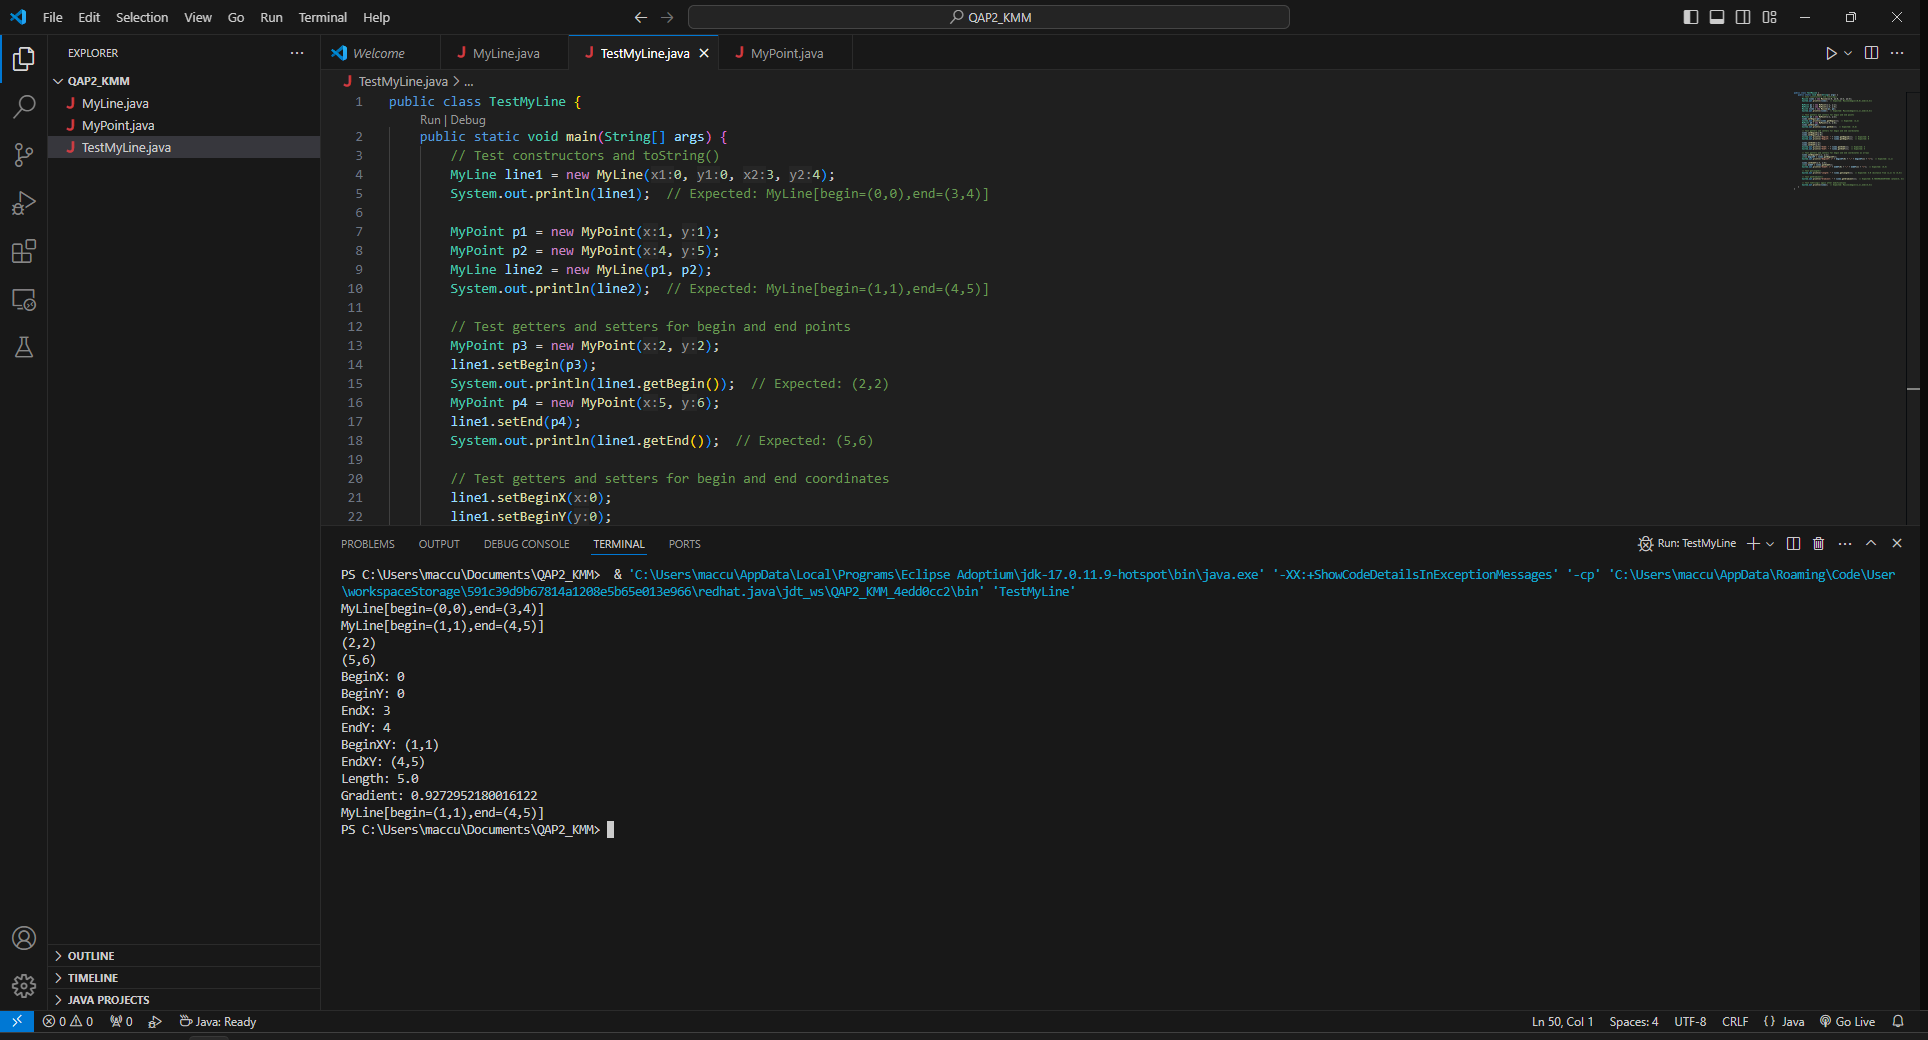 File Edit Selection View Go Run Terminal Help
QAP2_KMM
EXPLORER
QAP2_KMM
MyLine.java
MyPoint.java
TestMyLine.java
OUTLINE
TIMELINE
JAVA PROJECTS
Welcome MyLine.java TestMyLine.java MyPoint.java
TestMyLine.java > ...
1 public class TestMyLine {
Run | Debug
2 public static void main(String[] args) {
3 // Test constructors and toString()
4 MyLine line1 = new MyLine(x1:0, y1:0, x2:3, y2:4);
5 System.out.println(line1); // Expected: MyLine[begin=(0,0),end=(3,4)]
6
7 MyPoint p1 = new MyPoint(x:1, y:1);
8 MyPoint p2 = new MyPoint(x:4, y:5);
9 MyLine line2 = new MyLine(p1, p2);
10 System.out.println(line2); // Expected: MyLine[begin=(1,1),end=(4,5)]
11
12 // Test getters and setters for begin and end points
13 MyPoint p3 = new MyPoint(x:2, y:2);
14 line1.setBegin(p3);
15 System.out.println(line1.getBegin()); // Expected: (2,2)
16 MyPoint p4 = new MyPoint(x:5, y:6);
17 line1.setEnd(p4);
18 System.out.println(line1.getEnd()); // Expected: (5,6)
19
20 // Test getters and setters for begin and end coordinates
21 line1.setBeginX(x:0);
22 line1.setBeginY(y:0);
PROBLEMS OUTPUT DEBUG CONSOLE TERMINAL PORTS
Run: TestMyLine
PS C:\Users\maccu\Documents\QAP2_KMM> & 'C:\Users\maccu\AppData\Local\Programs\Eclipse Adoptium\jdk-17.0.11.9-hotspot\bin\java.exe' '-XX:+ShowCodeDetailsInExceptionMessages' '-cp' 'C:\Users\maccu\AppData\Roaming\Code\User
\workspaceStorage\591c39d9b67814a1208e5b65e013e966\redhat.java\jdt_ws\QAP2_KMM_4edd0cc2\bin' 'TestMyLine'
MyLine[begin=(0,0),end=(3,4)]
MyLine[begin=(1,1),end=(4,5)]
(2,2)
(5,6)
BeginX: 0
BeginY: 0
EndX: 3
EndY: 4
BeginXY: (1,1)
EndXY: (4,5)
Length: 5.0
Gradient: 0.9272952180016122
MyLine[begin=(1,1),end=(4,5)]
PS C:\Users\maccu\Documents\QAP2_KMM>
0 0 0 Java: Ready
Ln 50, Col 1 Spaces: 4 UTF-8 CRLF {} Java Go Live